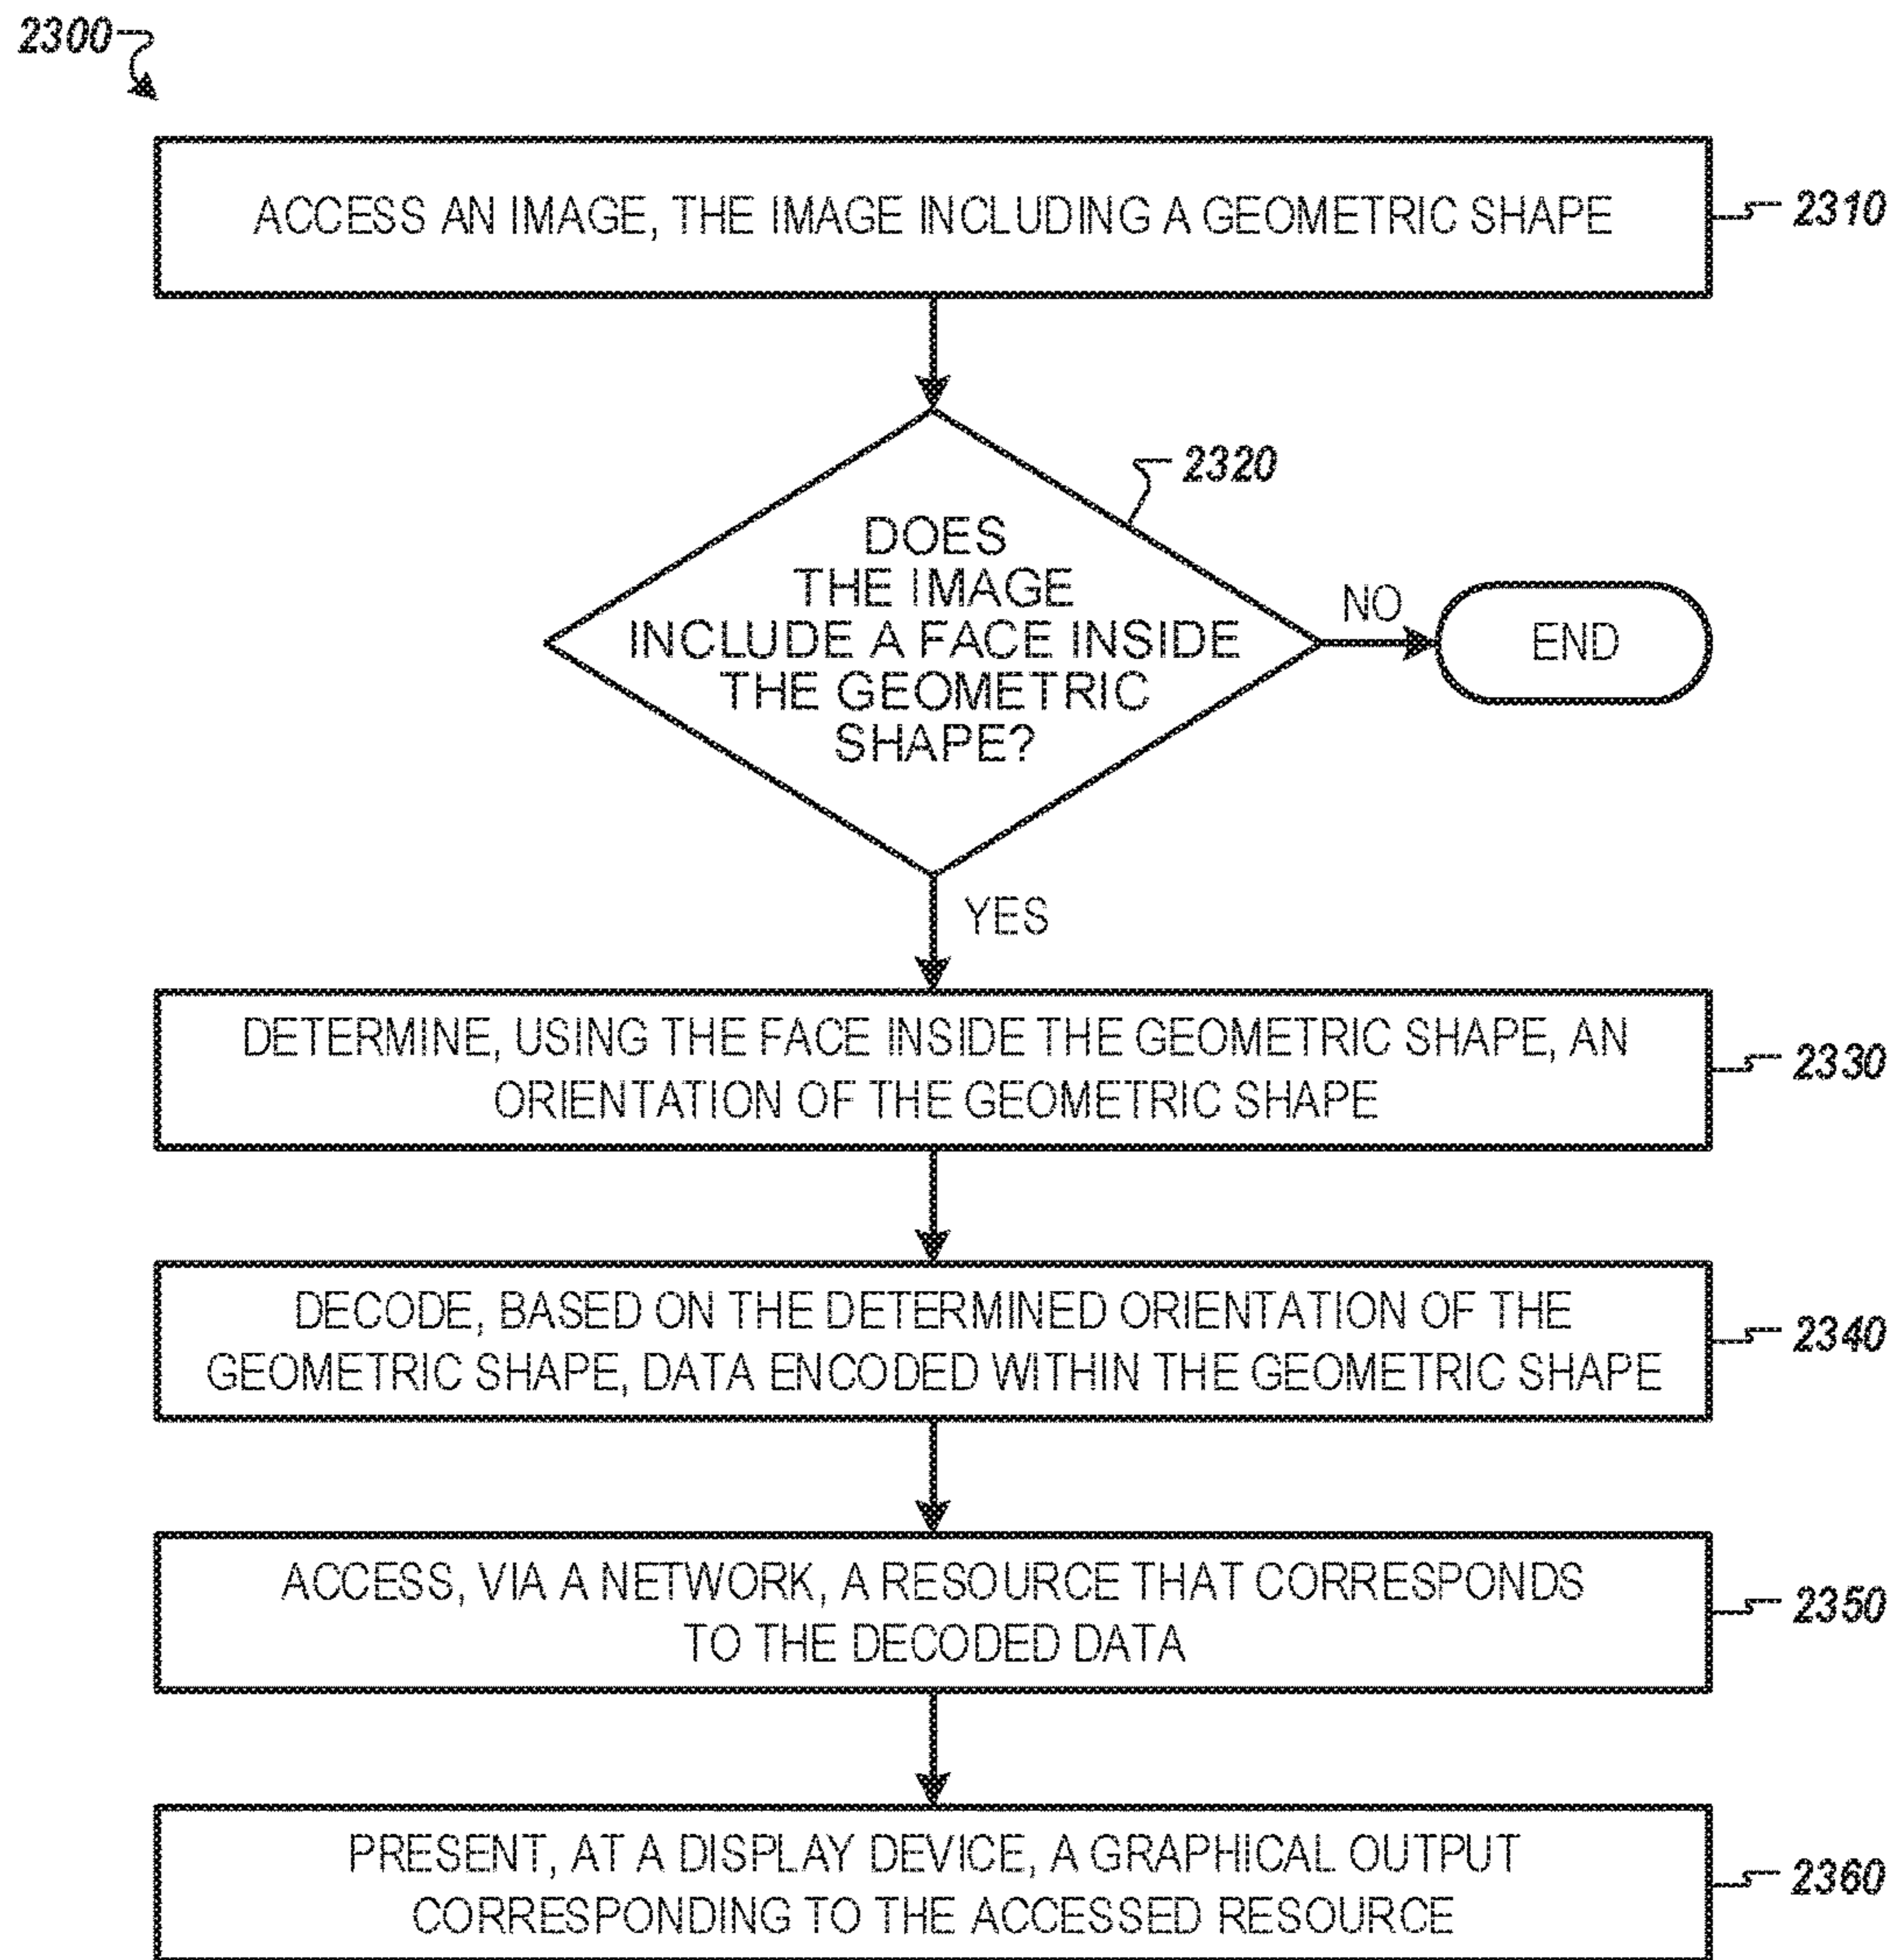 2300
ACCESS AN IMAGE, THE IMAGE INCLUDING A GEOMETRIC SHAPE
2310
2320
DOES
THE IMAGE
INCLUDE A FACE INSIDE
THE GEOMETRIC
SHAPE?
NO
END
YES
DETERMINE, USING THE FACE INSIDE THE GEOMETRIC SHAPE, AN
ORIENTATION OF THE GEOMETRIC SHAPE
2330
DECODE, BASED ON THE DETERMINED ORIENTATION OF THE
GEOMETRIC SHAPE, DATA ENCODED WITHIN THE GEOMETRIC SHAPE
2340
ACCESS, VIA A NETWORK, A RESOURCE THAT CORRESPONDS
TO THE DECODED DATA
2350
PRESENT, AT A DISPLAY DEVICE, A GRAPHICAL OUTPUT
CORRESPONDING TO THE ACCESSED RESOURCE
2360